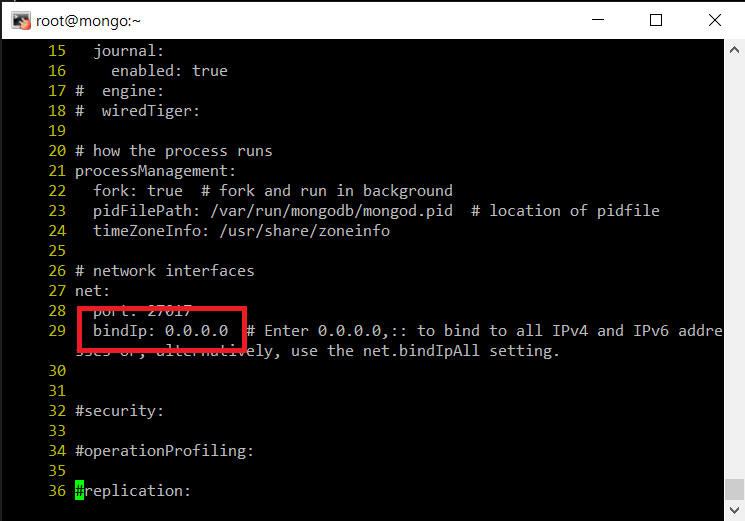 root@mongo:~
15 journal:
16 enabled: true
17 # engine:
18 # wiredTiger:
19
20 # how the process runs
21 processManagement:
22 fork: true # fork and run in background
23 pidFilePath: /var/run/mongodb/mongod.pid # location of pidfile
24 timeZoneInfo: /usr/share/zoneinfo
25
26 # network interfaces
27 net:
28 port: 27017
29 bindIp: 0.0.0.0 # Enter 0.0.0.0,:: to bind to all IPv4 and IPv6 addre
sses or, alternatively, use the net.bindIpAll setting.
30
31
32 #security:
33
34 #operationProfiling:
35
36 #replication: